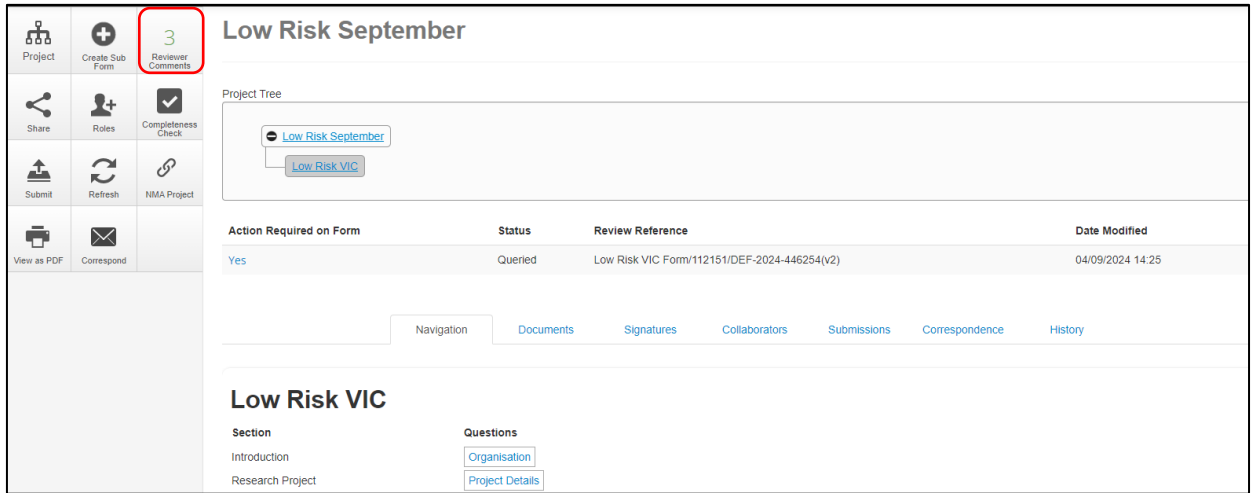 Project
Create Sub
Form
3
Reviewer
Comments
Share
Roles
Completeness
Check
Submit
Refresh
NMA Project
View as PDF
Correspond
Low Risk September
Project Tree
Low Risk September
Low Risk VIC
Action Required on Form Status Review Reference Date Modified
Yes Queried Low Risk VIC Form/112151/DEF-2024-446254(v2) 04/09/2024 14:25
Navigation Documents Signatures Collaborators Submissions Correspondence History
Low Risk VIC
Section Questions
Introduction Organisation
Research Project Project Details